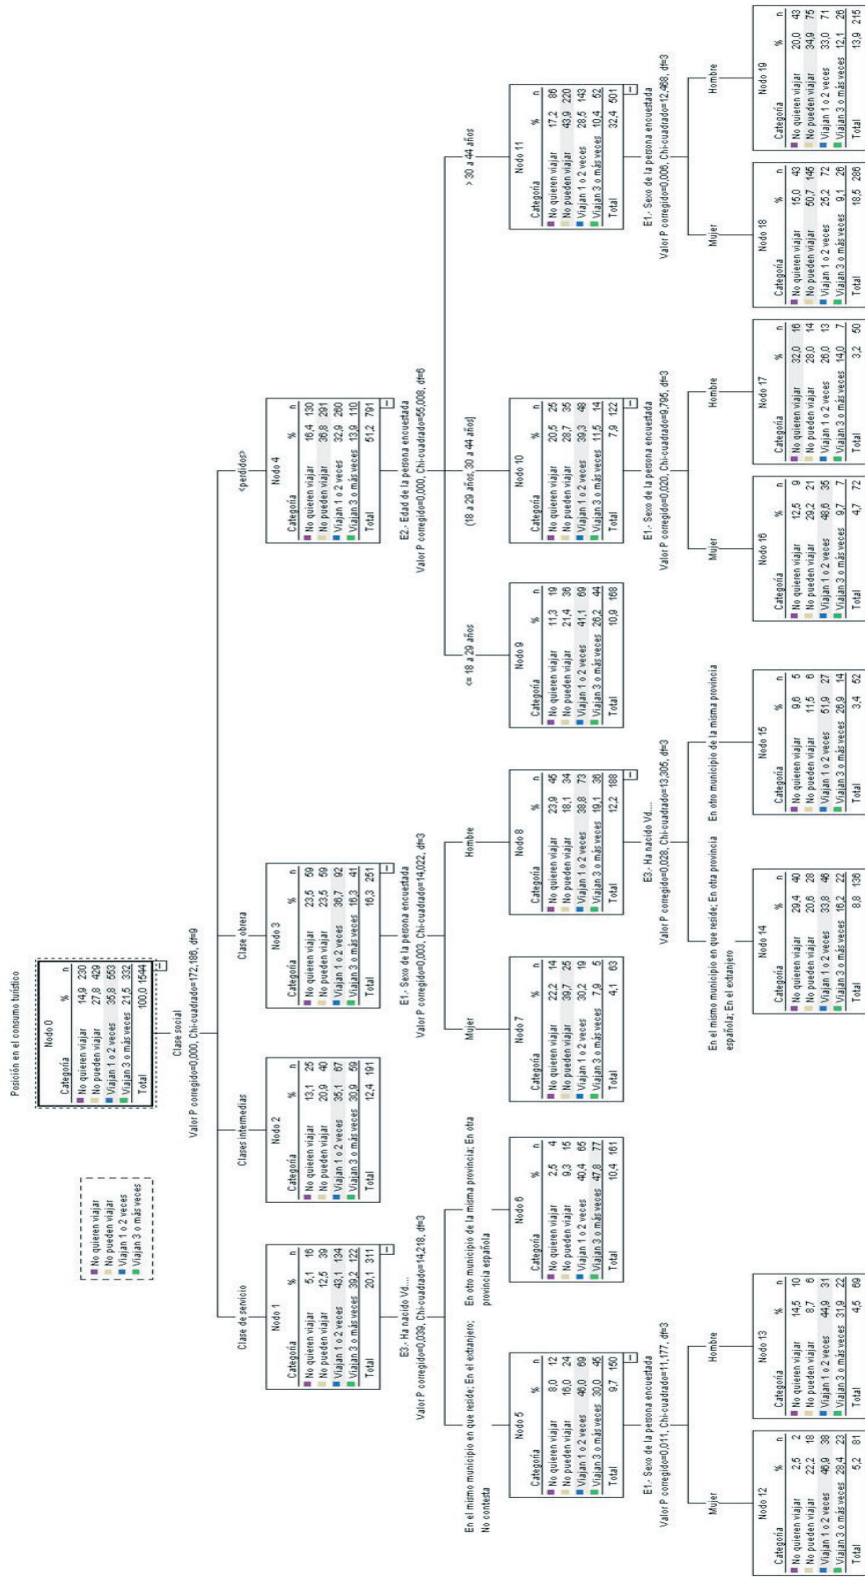 Posición en el consumo turístico
No quieren viajar
No pueden viajar
Viajan 1 o 2 veces
Viajan 3 o más veces
Nodo 0
Categoría % n
No quieren viajar 14,9 230
No pueden viajar 27,8 429
Viajan 1 o 2 veces 35,8 553
Viajan 3 o más veces 21,5 332
Total 100,0 1544
Clase social
Valor P corregido=0,000, Chi-cuadrado=172,186, df=9
Clase de servicio
Clases intermedias
Clase obrera
<perdidos>
Nodo 1
Categoría % n
No quieren viajar 5,1 16
No pueden viajar 12,5 39
Viajan 1 o 2 veces 43,1 134
Viajan 3 o más veces 39,2 122
Total 20,1 311
Nodo 2
Categoría % n
No quieren viajar 13,1 25
No pueden viajar 20,9 40
Viajan 1 o 2 veces 35,1 67
Viajan 3 o más veces 30,9 59
Total 12,4 191
Nodo 3
Categoría % n
No quieren viajar 23,5 59
No pueden viajar 23,5 59
Viajan 1 o 2 veces 36,7 92
Viajan 3 o más veces 16,3 41
Total 16,3 251
Nodo 4
Categoría % n
No quieren viajar 16,4 130
No pueden viajar 36,8 291
Viajan 1 o 2 veces 32,9 260
Viajan 3 o más veces 13,9 110
Total 51,2 791
E3.- Ha nacido Vd....
Valor P corregido=0,039, Chi-cuadrado=14,218, df=3
E1.- Sexo de la persona encuestada
Valor P corregido=0,003, Chi-cuadrado=14,022, df=3
E2.- Edad de la persona encuestada
Valor P corregido=0,000, Chi-cuadrado=55,008, df=6
En el mismo municipio en que reside; En el extranjero;
No contesta
En otro municipio de la misma provincia; En otra
provincia española
Mujer
Hombre
<= 18 a 29 años
(18 a 29 años, 30 a 44 años]
> 30 a 44 años
Nodo 5
Categoría % n
No quieren viajar 8,0 12
No pueden viajar 16,0 24
Viajan 1 o 2 veces 46,0 69
Viajan 3 o más veces 30,0 45
Total 9,7 150
Nodo 6
Categoría % n
No quieren viajar 2,5 4
No pueden viajar 9,3 15
Viajan 1 o 2 veces 40,4 65
Viajan 3 o más veces 47,8 77
Total 10,4 161
Nodo 7
Categoría % n
No quieren viajar 22,2 14
No pueden viajar 39,7 25
Viajan 1 o 2 veces 30,2 19
Viajan 3 o más veces 7,9 5
Total 4,1 63
Nodo 8
Categoría % n
No quieren viajar 23,9 45
No pueden viajar 18,1 34
Viajan 1 o 2 veces 38,8 73
Viajan 3 o más veces 19,1 36
Total 12,2 188
Nodo 9
Categoría % n
No quieren viajar 11,3 19
No pueden viajar 21,4 36
Viajan 1 o 2 veces 41,1 69
Viajan 3 o más veces 26,2 44
Total 10,9 168
Nodo 10
Categoría % n
No quieren viajar 20,5 25
No pueden viajar 28,7 35
Viajan 1 o 2 veces 39,3 48
Viajan 3 o más veces 11,5 14
Total 7,9 122
Nodo 11
Categoría % n
No quieren viajar 17,2 86
No pueden viajar 43,9 220
Viajan 1 o 2 veces 28,5 143
Viajan 3 o más veces 10,4 52
Total 32,4 501
E1.- Sexo de la persona encuestada
Valor P corregido=0,011, Chi-cuadrado=11,177, df=3
E3.- Ha nacido Vd....
Valor P corregido=0,028, Chi-cuadrado=13,305, df=3
E1.- Sexo de la persona encuestada
Valor P corregido=0,020, Chi-cuadrado=9,795, df=3
E1.- Sexo de la persona encuestada
Valor P corregido=0,006, Chi-cuadrado=12,468, df=3
Mujer
Hombre
En el mismo municipio en que reside; En otra provincia
española; En el extranjero
En otro municipio de la misma provincia
Mujer
Hombre
Mujer
Hombre
Nodo 12
Categoría % n
No quieren viajar 2,5 2
No pueden viajar 22,2 18
Viajan 1 o 2 veces 46,9 38
Viajan 3 o más veces 28,4 23
Total 5,2 81
Nodo 13
Categoría % n
No quieren viajar 14,5 10
No pueden viajar 8,7 6
Viajan 1 o 2 veces 44,9 31
Viajan 3 o más veces 31,9 22
Total 4,5 69
Nodo 14
Categoría % n
No quieren viajar 29,4 40
No pueden viajar 20,6 28
Viajan 1 o 2 veces 33,8 46
Viajan 3 o más veces 16,2 22
Total 8,8 136
Nodo 15
Categoría % n
No quieren viajar 9,6 5
No pueden viajar 11,5 6
Viajan 1 o 2 veces 51,9 27
Viajan 3 o más veces 26,9 14
Total 3,4 52
Nodo 16
Categoría % n
No quieren viajar 12,5 9
No pueden viajar 29,2 21
Viajan 1 o 2 veces 48,6 35
Viajan 3 o más veces 9,7 7
Total 4,7 72
Nodo 17
Categoría % n
No quieren viajar 32,0 16
No pueden viajar 28,0 14
Viajan 1 o 2 veces 26,0 13
Viajan 3 o más veces 14,0 7
Total 3,2 50
Nodo 18
Categoría % n
No quieren viajar 15,0 43
No pueden viajar 50,7 145
Viajan 1 o 2 veces 25,2 72
Viajan 3 o más veces 9,1 26
Total 18,5 286
Nodo 19
Categoría % n
No quieren viajar 20,0 43
No pueden viajar 34,9 75
Viajan 1 o 2 veces 33,0 71
Viajan 3 o más veces 12,1 26
Total 13,9 215